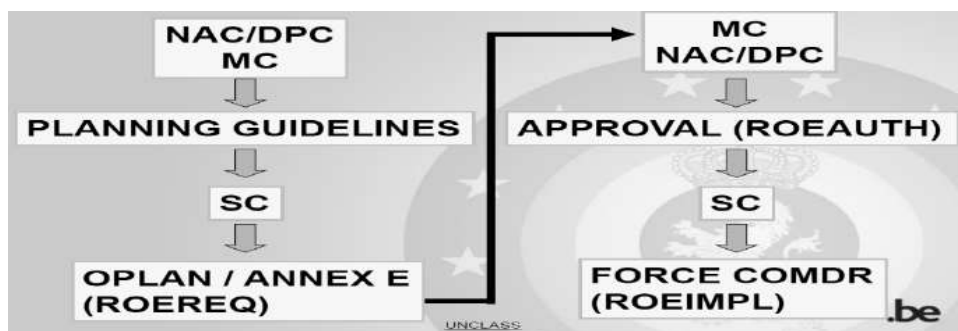 NAC/DPC
MC
PLANNING GUIDELINES
SC
OPLAN / ANNEX E
(ROEREQ)
MC
NAC/DPC
APPROVAL (ROEAUTH)
SC
FORCE COMDR
(ROEIMPL)
.be
UNCLASS